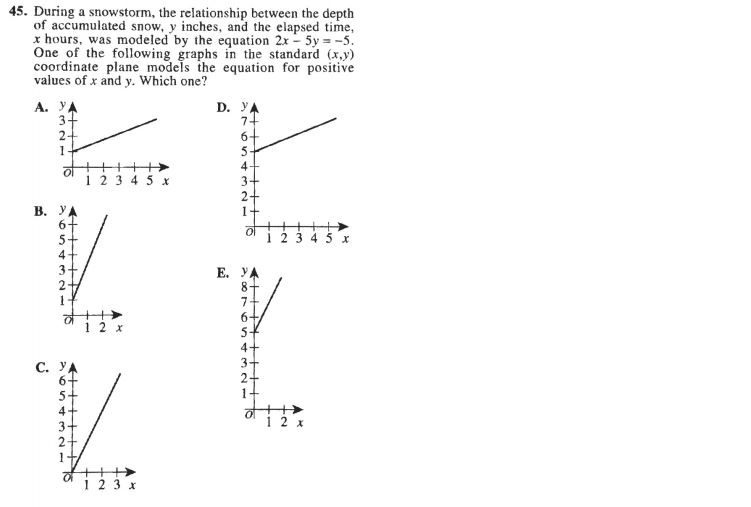 45. During a snowstorm, the relationship between the depth
of accumulated snow, y inches, and the elapsed time,
x hours, was modeled by the equation 2x – 5y = –5.
One of the following graphs in the standard (x,y)
coordinate plane models the equation for positive
values of x and y. Which one?
A. y
3
2
1
O
1 2 3 4 5 x
B. y
6
5
4
3
2
1
O
1 2 x
C. y
6
5
4
3
2
1
O
1 2 3 x
D. y
7
6
5
4
3
2
1
O
1 2 3 4 5 x
E. y
8
7
6
5
4
3
2
1
O
1 2 x